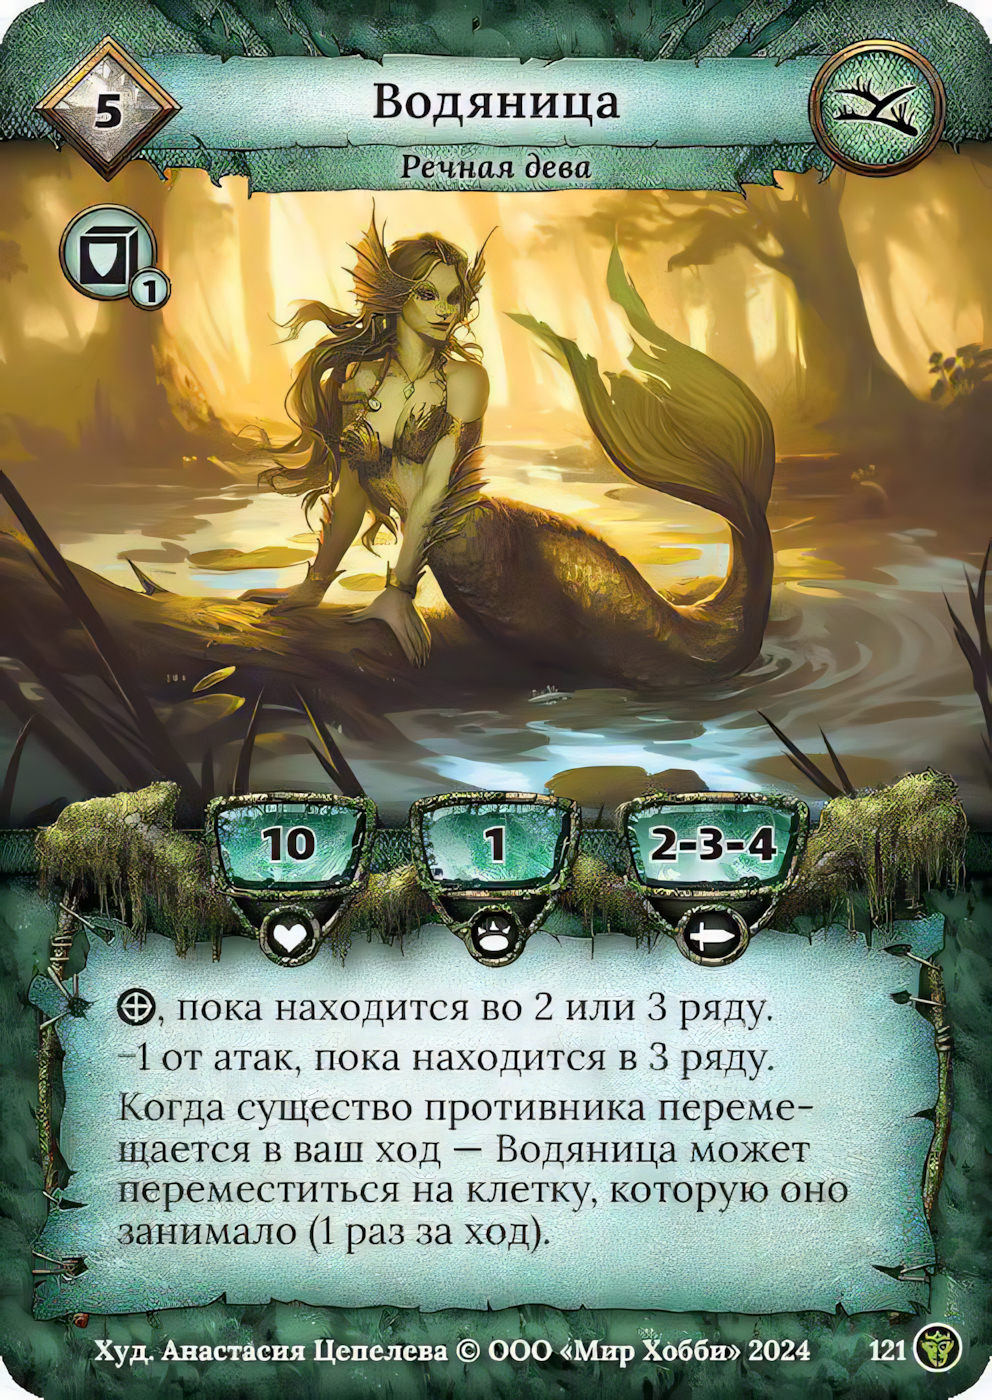 5
Водяница
Речная дева
1
10
1
2-3-4
, пока находится во 2 или 3 ряду.
-1 от атак, пока находится в 3 ряду.
Когда существо противника переме-
щается в ваш ход — Водяница может
переместиться на клетку, которую оно
занимало (1 раз за ход).
Худ. Анастасия Цепелева © ООО «Мир Хобби» 2024
121